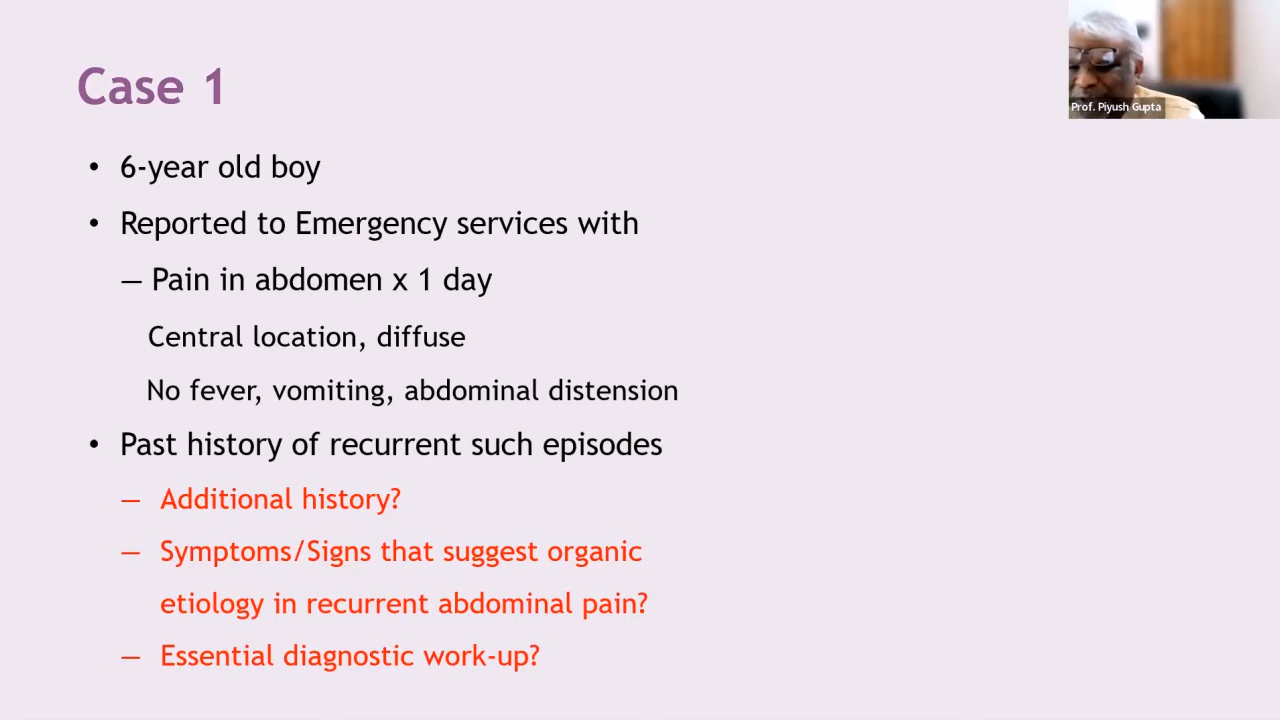 Case 1
Prof. Piyush Gupta
• 6-year old boy
• Reported to Emergency services with
— Pain in abdomen x 1 day
Central location, diffuse
No fever, vomiting, abdominal distension
• Past history of recurrent such episodes
— Additional history?
— Symptoms/Signs that suggest organic
etiology in recurrent abdominal pain?
— Essential diagnostic work-up?